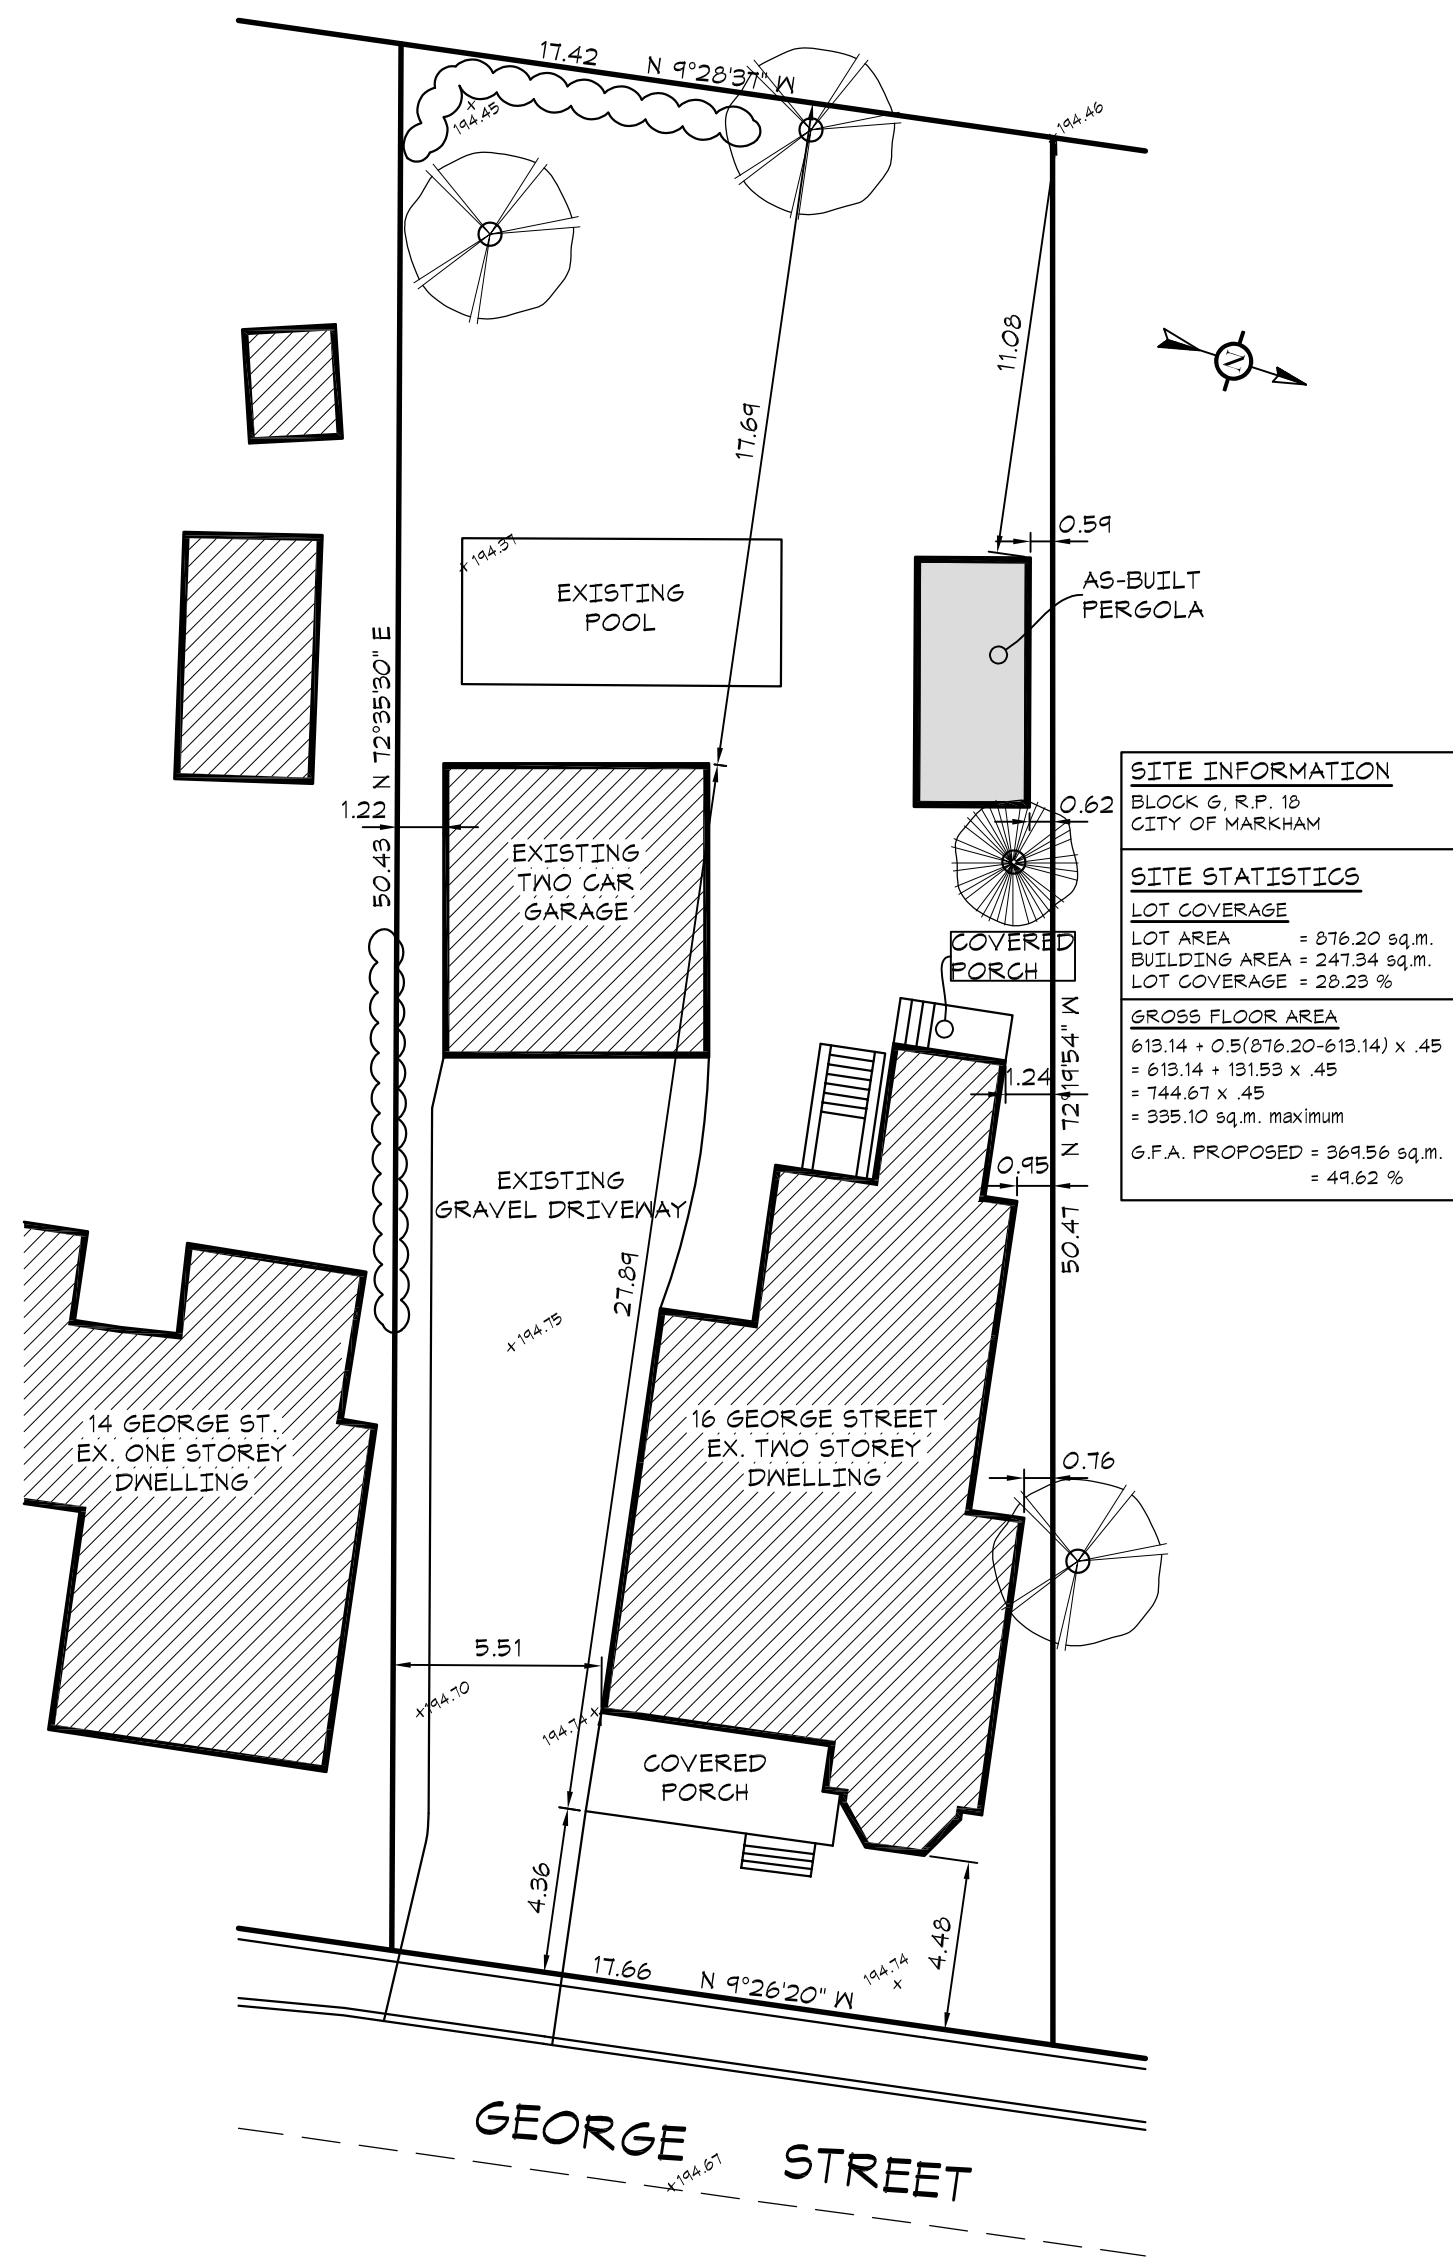 17.42
N 9°28'37" W
194.45
194.46
N
11.08
17.69
0.59
AS-BUILT
PERGOLA
194.37
EXISTING
POOL
50.43 N 72°35'30" E
1.22
0.62
EXISTING
TWO CAR
GARAGE
SITE INFORMATION
BLOCK G, R.P. 18
CITY OF MARKHAM
SITE STATISTICS
LOT COVERAGE
LOT AREA = 876.20 sq.m.
BUILDING AREA = 247.34 sq.m.
LOT COVERAGE = 28.23 %
GROSS FLOOR AREA
613.14 + 0.5(876.20-613.14) x .45
= 613.14 + 131.53 x .45
= 744.67 x .45
= 335.10 sq.m. maximum
G.F.A. PROPOSED = 369.56 sq.m.
= 49.62 %
COVERED
PORCH
1.24
50.47 N 72°19'54" W
0.95
EXISTING
GRAVEL DRIVEWAY
27.89
194.75
14 GEORGE ST.
EX. ONE STOREY
DWELLING
16 GEORGE STREET
EX. TWO STOREY
DWELLING
0.76
5.51
194.70
194.74
COVERED
PORCH
4.36
4.48
17.66
N 9°26'20" W
194.74
GEORGE STREET
194.67